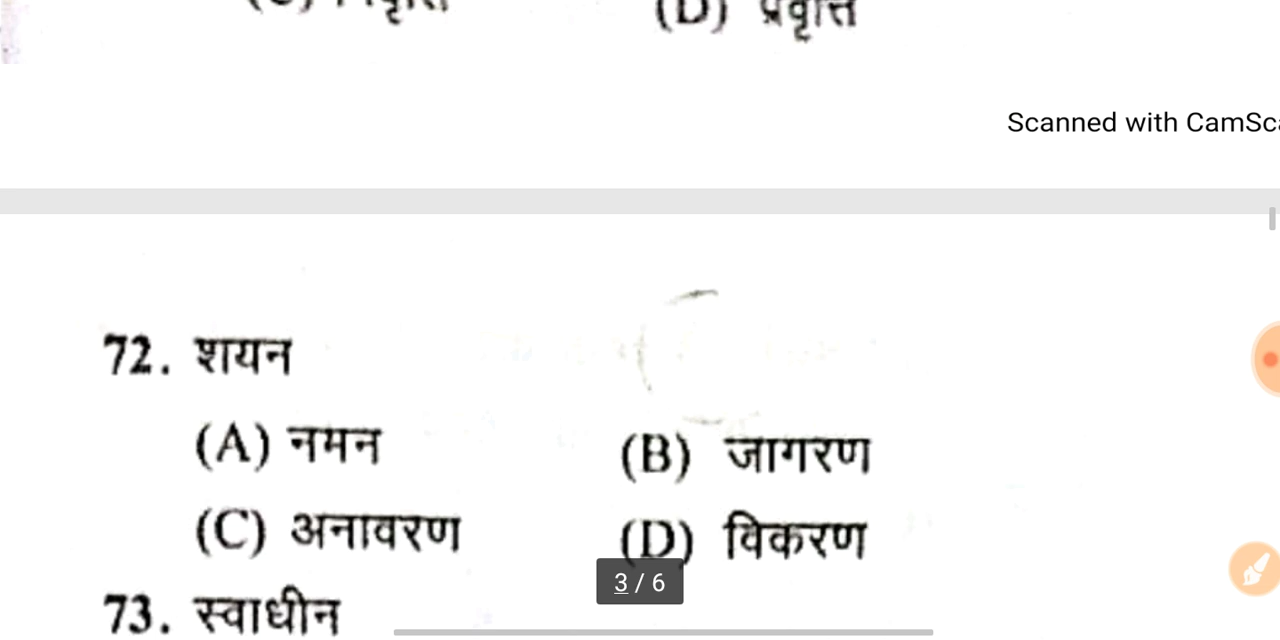 (D) प्रवृत्ति
Scanned with CamSc
72. शयन
(A) नमन (B) जागरण
(C) अनावरण (D) विकरण
3 / 6
73. स्वाधीन